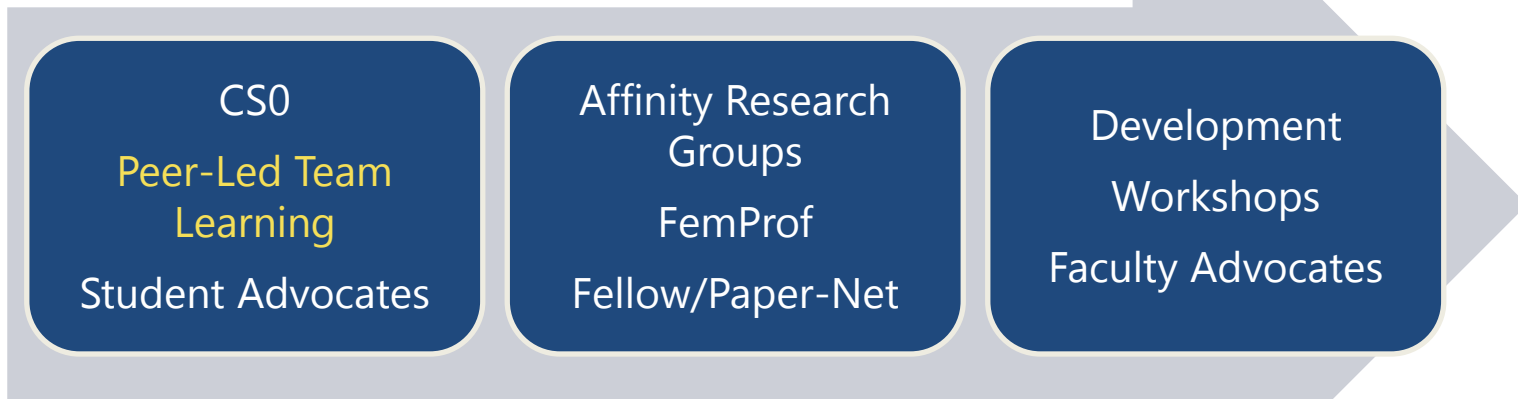 CS0
Peer-Led Team
Learning
Student Advocates
Affinity Research
Groups
FemProf
Fellow/Paper-Net
Development
Workshops
Faculty Advocates